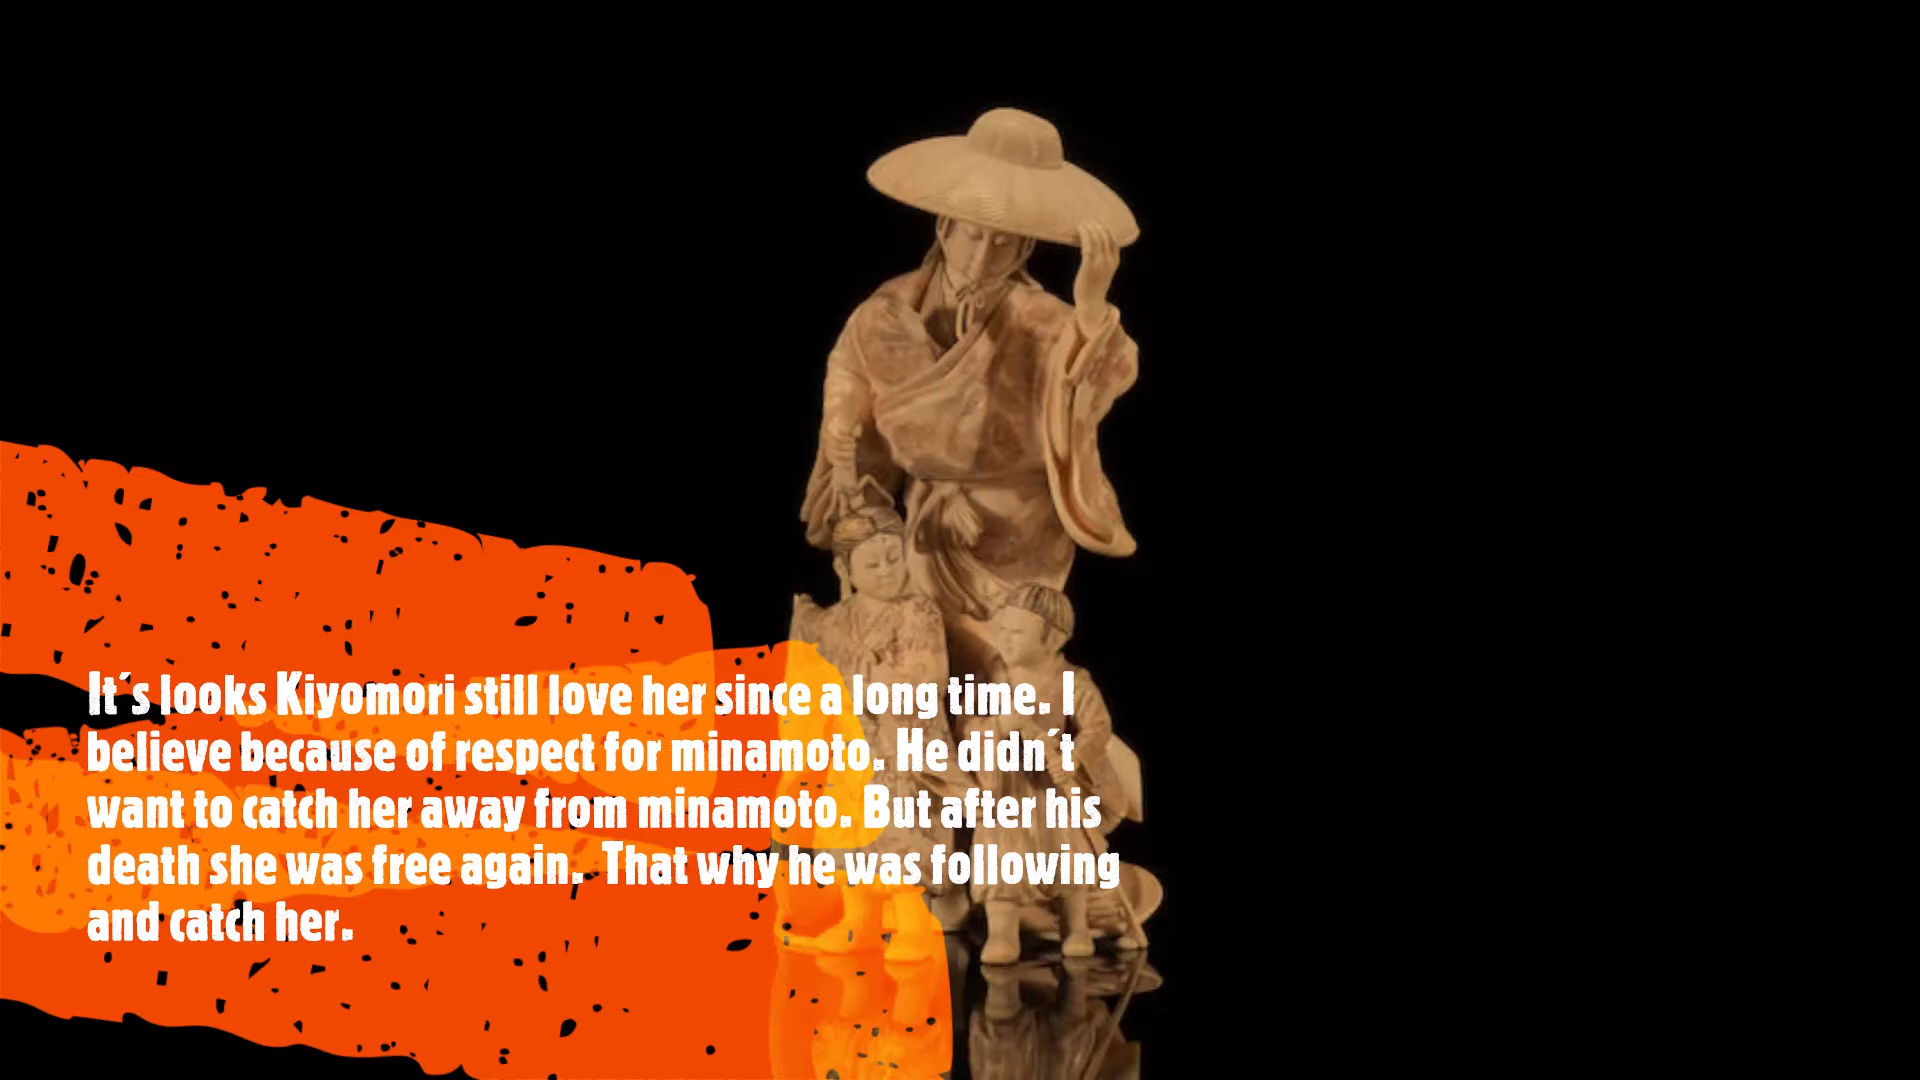 It´s looks Kiyomori still love her since a long time. I
believe because of respect for minamoto. He didn´t
want to catch her away from minamoto. But after his
death she was free again. That why he was following
and catch her.